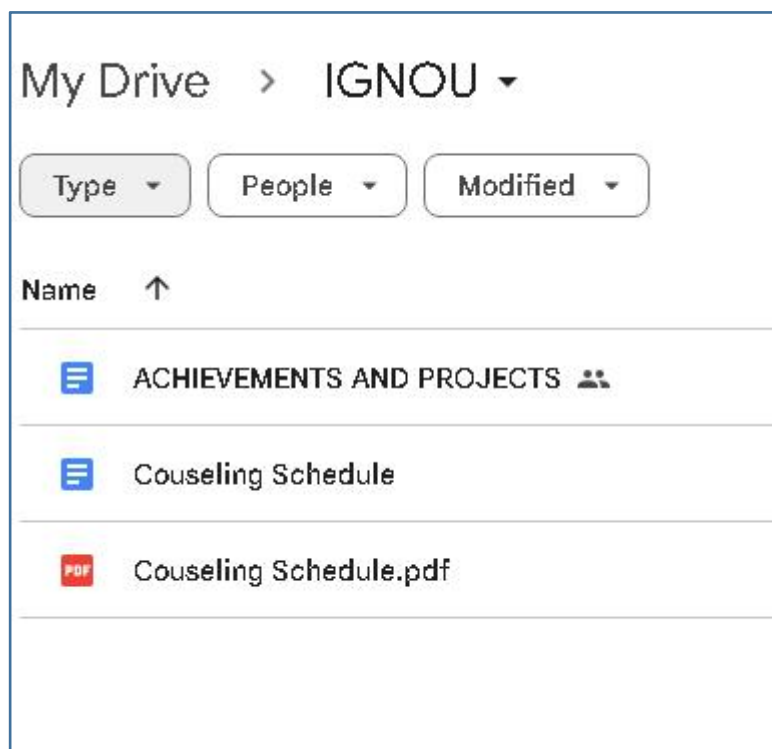 My Drive > IGNOU
Type People Modified
Name ↑
ACHIEVEMENTS AND PROJECTS
Couseling Schedule
PDF Couseling Schedule.pdf